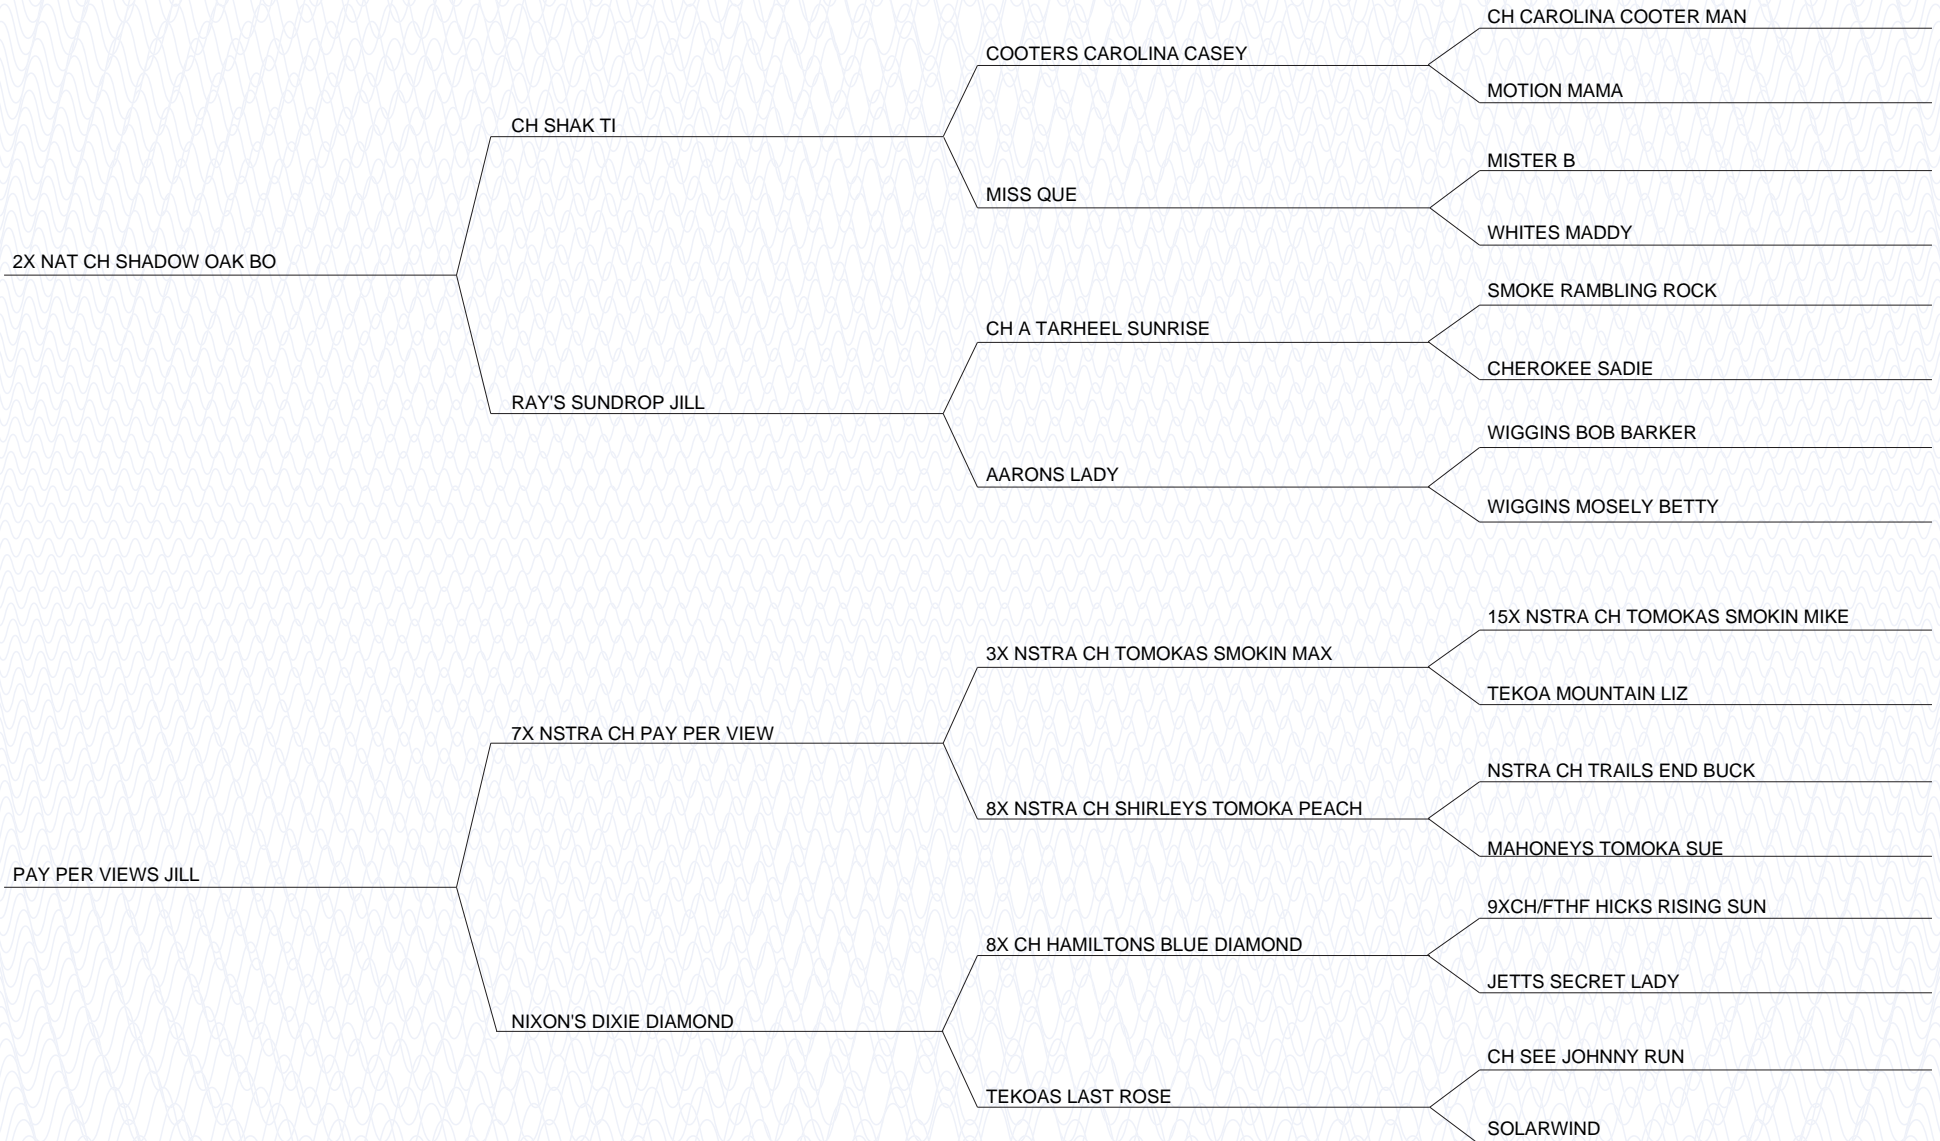 CH CAROLINA COOTER MAN
COOTERS CAROLINA CASEY
MOTION MAMA
CH SHAK TI
MISTER B
MISS QUE
WHITES MADDY
2X NAT CH SHADOW OAK BO
SMOKE RAMBLING ROCK
CH A TARHEEL SUNRISE
CHEROKEE SADIE
RAY'S SUNDROP JILL
WIGGINS BOB BARKER
AARONS LADY
WIGGINS MOSELY BETTY
15X NSTRA CH TOMOKAS SMOKIN MIKE
3X NSTRA CH TOMOKAS SMOKIN MAX
TEKOA MOUNTAIN LIZ
7X NSTRA CH PAY PER VIEW
NSTRA CH TRAILS END BUCK
8X NSTRA CH SHIRLEYS TOMOKA PEACH
MAHONEYS TOMOKA SUE
PAY PER VIEWS JILL
9XCH/FTHF HICKS RISING SUN
8X CH HAMILTONS BLUE DIAMOND
JETTS SECRET LADY
NIXON'S DIXIE DIAMOND
CH SEE JOHNNY RUN
TEKOAS LAST ROSE
SOLARWIND